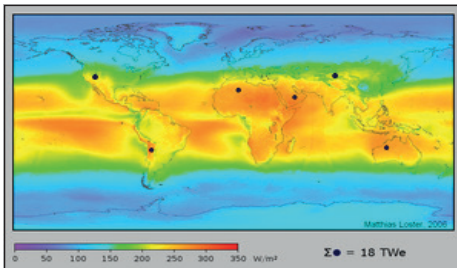 Matthias Loster, 2006
0 50 100 150 200 250 300 350 W/m²
Σ● = 18 TWe